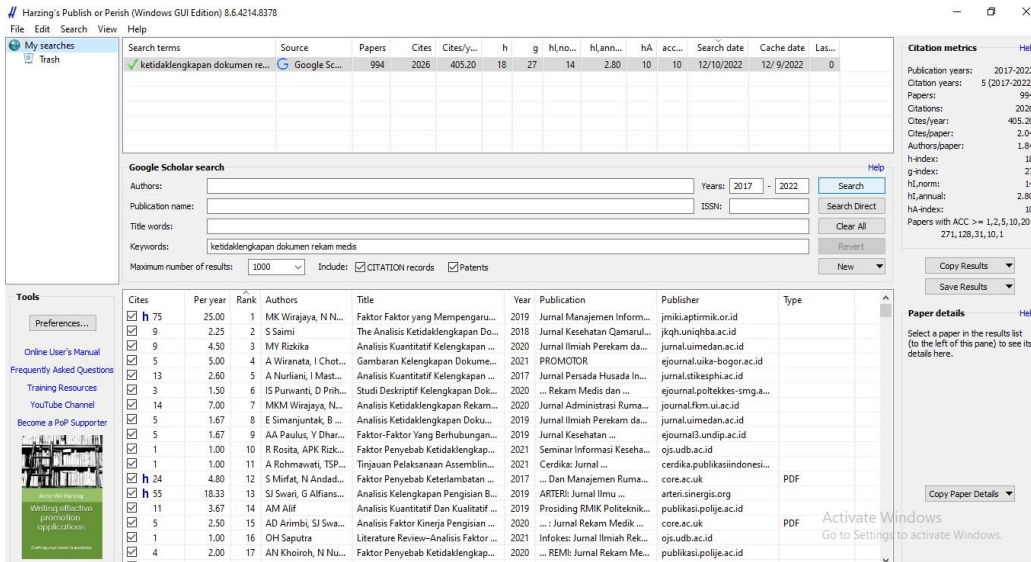 Harzing's Publish or Perish (Windows GUI Edition) 8.6.4214.8378
File Edit Search View Help
My searches
Trash
Search terms Source Papers Cites Cites/y... h g hI,no... hI,ann... hA acc... Search date Cache date Las...
ketidaklengkapan dokumen re... Google Sc... 994 2026 405.20 18 27 14 2.80 10 10 12/10/2022 12/ 9/2022 0
Google Scholar search Help
Authors: Years: 2017 - 2022 Search
Publication name: ISSN: Search Direct
Title words: Clear All
Keywords: ketidaklengkapan dokumen rekam medis Revert
Maximum number of results: 1000 Include: CITATION records Patents New
Tools
Preferences...
Online User's Manual
Frequently Asked Questions
Training Resources
YouTube Channel
Become a PoP Supporter
Anne-Wil Harzing
Writing effective
promotion
applications
Cites Per year Rank Authors Title Year Publication Publisher Type
h 75 25.00 1 MK Wirajaya, N N... Faktor Faktor yang Mempengaru... 2019 Jurnal Manajemen Inform... jmiki.aptirmik.or.id
9 2.25 2 S Saimi The Analisis Ketidaklengkapan Do... 2018 Jurnal Kesehatan Qamarul... jkqh.uniqhba.ac.id
9 4.50 3 MY Rizkika Analisis Kuantitatif Kelengkapan ... 2020 Jurnal Ilmiah Perekam da... jurnal.uimedan.ac.id
5 5.00 4 A Wiranata, I Chot... Gambaran Kelengkapan Dokume... 2021 PROMOTOR ejournal.uika-bogor.ac.id
13 2.60 5 A Nurliani, I Mast... Analisis Kuantitatif Kelengkapan ... 2017 Jurnal Persada Husada In... jurnal.stikesphi.ac.id
3 1.50 6 IS Purwanti, D Prih... Studi Deskriptif Kelengkapan Dok... 2020 ... Rekam Medis dan ... ejournal.poltekkes-smg.a...
14 7.00 7 MKM Wirajaya, N... Analisis Ketidaklengkapan Rekam... 2020 Jurnal Administrasi Ruma... journal.fkm.ui.ac.id
5 1.67 8 E Simanjuntak, B ... Analisis Ketidaklengkapan Doku... 2019 Jurnal Ilmiah Perekam da... jurnal.uimedan.ac.id
5 1.67 9 AA Paulus, Y Dhar... Faktor-Faktor Yang Berhubungan... 2019 Jurnal Kesehatan ... ejournal3.undip.ac.id
1 1.00 10 R Rosita, APK Rizk... Faktor Penyebab Ketidaklengkap... 2021 Seminar Informasi Keseha... ojs.udb.ac.id
1 1.00 11 A Rohmawati, TSP... Tinjauan Pelaksanaan Assemblin... 2021 Cerdika: Jurnal ... cerdika.publikasiindonesi...
h 24 4.80 12 S Mirfat, N Andad... Faktor Penyebab Keterlambatan ... 2017 ... Dan Manajemen Ruma... core.ac.uk PDF
h 55 18.33 13 SJ Swari, G Alfians... Analisis Kelengkapan Pengisian B... 2019 ARTERI: Jurnal Ilmu ... arteri.sinergis.org
11 3.67 14 AM Alif Analisis Kuantitatif Dan Kualitatif ... 2019 Prosiding RMIK Politeknik... publikasi.polije.ac.id
5 2.50 15 AD Arimbi, SJ Swa... Analisis Faktor Kinerja Pengisian ... 2020 ... : Jurnal Rekam Medik ... core.ac.uk PDF
1 1.00 16 OH Saputra Literature Review–Analisis Faktor ... 2021 Infokes: Jurnal Ilmiah Rek... ojs.udb.ac.id
4 2.00 17 AN Khoiroh, N Nu... Faktor Penyebab Ketidaklengkap... 2020 ... REMI: Jurnal Rekam Me... publikasi.polije.ac.id
Citation metrics Hel
Publication years: 2017-2022
Citation years: 5 (2017-2022
Papers: 994
Citations: 2026
Cites/year: 405.20
Cites/paper: 2.04
Authors/paper: 1.84
h-index: 18
g-index: 27
hI,norm: 14
hI,annual: 2.80
hA-index: 10
Papers with ACC >= 1,2,5,10,20:
271,128,31,10,1
Copy Results
Save Results
Paper details Hel
Select a paper in the results list
(to the left of this pane) to see its
details here.
Copy Paper Details
Activate Windows
Go to Settings to activate Windows.